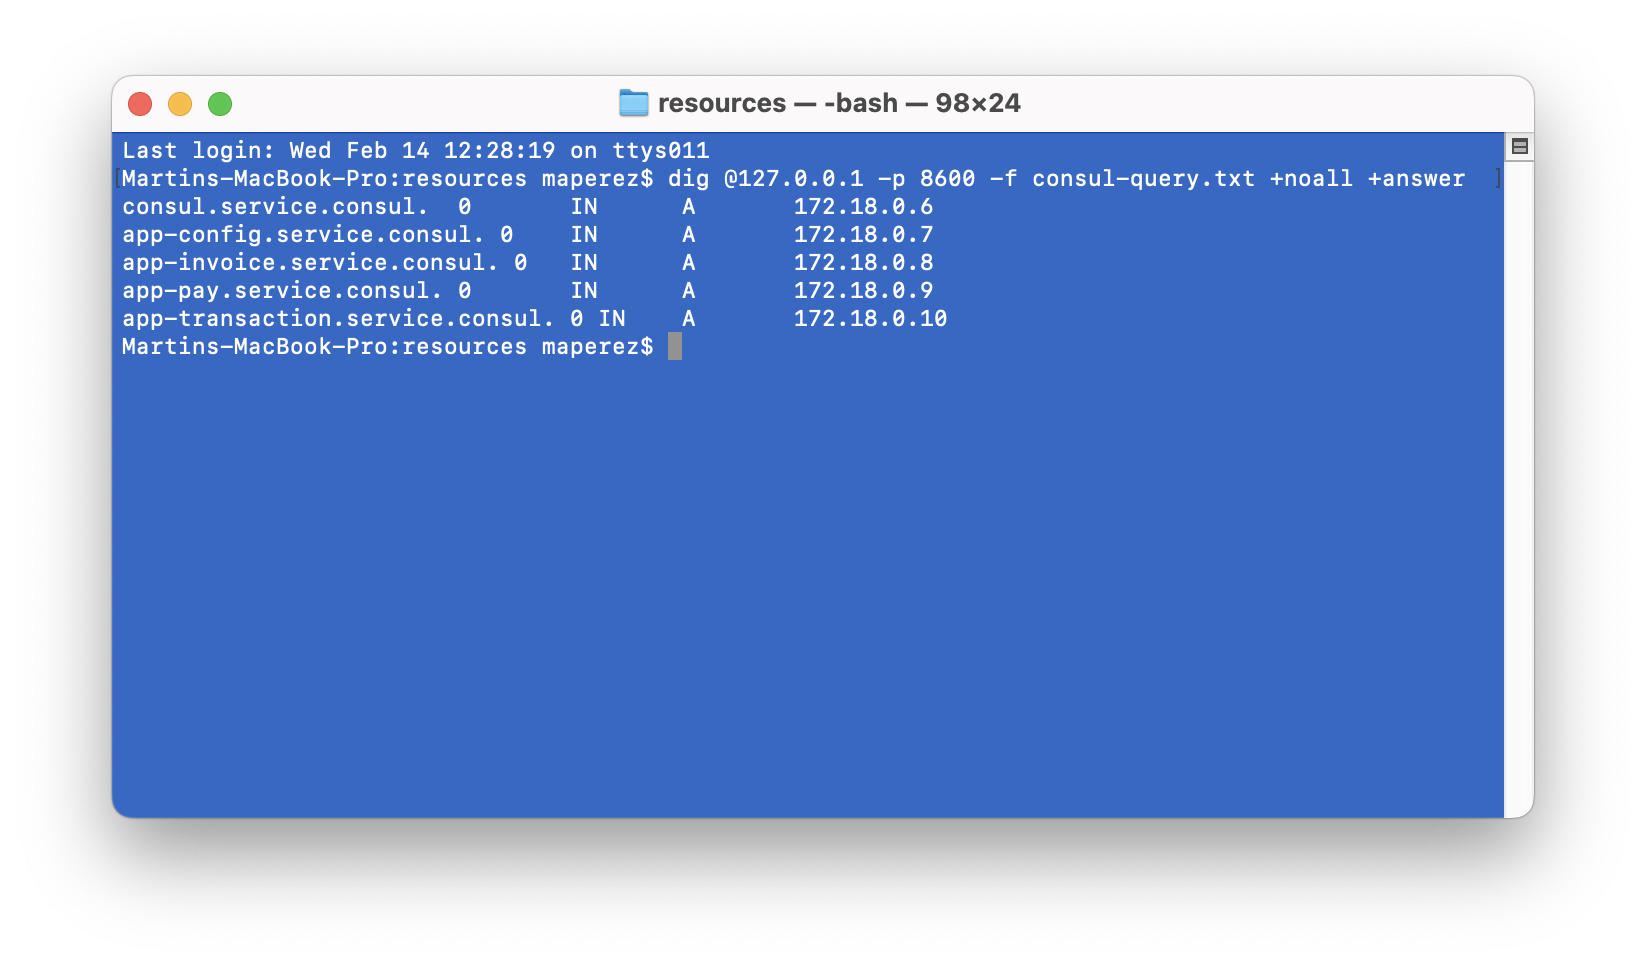 resources — -bash — 98×24
Last login: Wed Feb 14 12:28:19 on ttys011
[Martins-MacBook-Pro:resources maperez$ dig @127.0.0.1 -p 8600 -f consul-query.txt +noall +answer  ]
consul.service.consul.  0       IN      A       172.18.0.6
app-config.service.consul. 0    IN      A       172.18.0.7
app-invoice.service.consul. 0   IN      A       172.18.0.8
app-pay.service.consul. 0       IN      A       172.18.0.9
app-transaction.service.consul. 0 IN    A       172.18.0.10
Martins-MacBook-Pro:resources maperez$